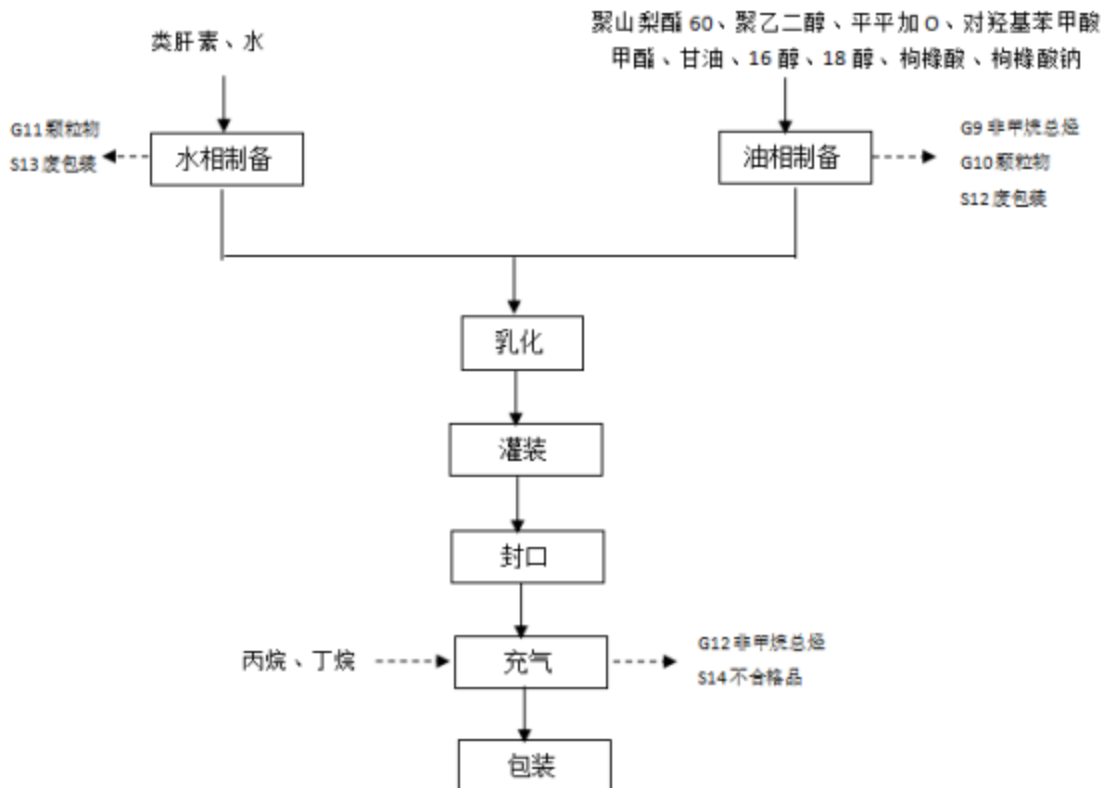 类肝素、水
聚山梨酯 60、聚乙二醇、平平加 O、对羟基苯甲酸
甲酯、甘油、16 醇、18 醇、枸橼酸、枸橼酸钠
G11 颗粒物
S13 废包装
水相制备
油相制备
G9 非甲烷总烃
G10 颗粒物
S12 废包装
乳化
灌装
封口
丙烷、丁烷
充气
G12 非甲烷总烃
S14 不合格品
包装